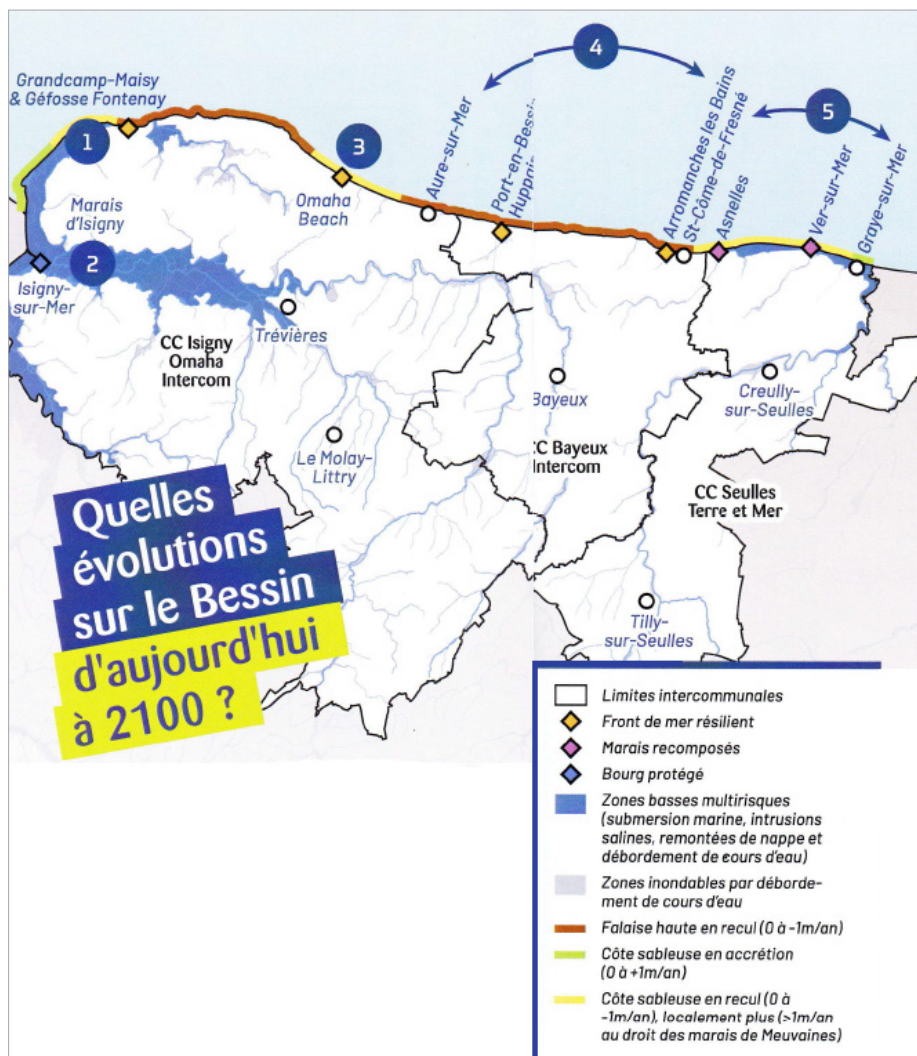 4
5
Grandcamp-Maisy
& Géfosse Fontenay
1
3
Aure-sur-Mer
Port-en-Bessi
Huppai
Arromanches les Bains
St-Côme-de-Fresné
Asnelles
Ver-sur-Mer
Graye-sur-Mer
Marais
d'Isigny
Omaha
Beach
2
Isigny-
sur-Mer
Trévières
CC Isigny
Omaha
Intercom
Bayeux
Creully-
sur-Seulles
Le Molay-
Littry
CC Bayeux
Intercom
CC Seulles
Terre et Mer
Tilly-
sur-Seulles
Quelles
évolutions
sur le Bessin
d'aujourd'hui
à 2100 ?
Limites intercommunales
Front de mer résilient
Marais recomposés
Bourg protégé
Zones basses multirisques
(submersion marine, intrusions
salines, remontées de nappe et
débordement de cours d'eau)
Zones inondables par déborde-
ment de cours d'eau
Falaise haute en recul (0 à -1m/an)
Côte sableuse en accrétion
(0 à +1m/an)
Côte sableuse en recul (0 à
-1m/an), localement plus (>1m/an
au droit des marais de Meuvaines)